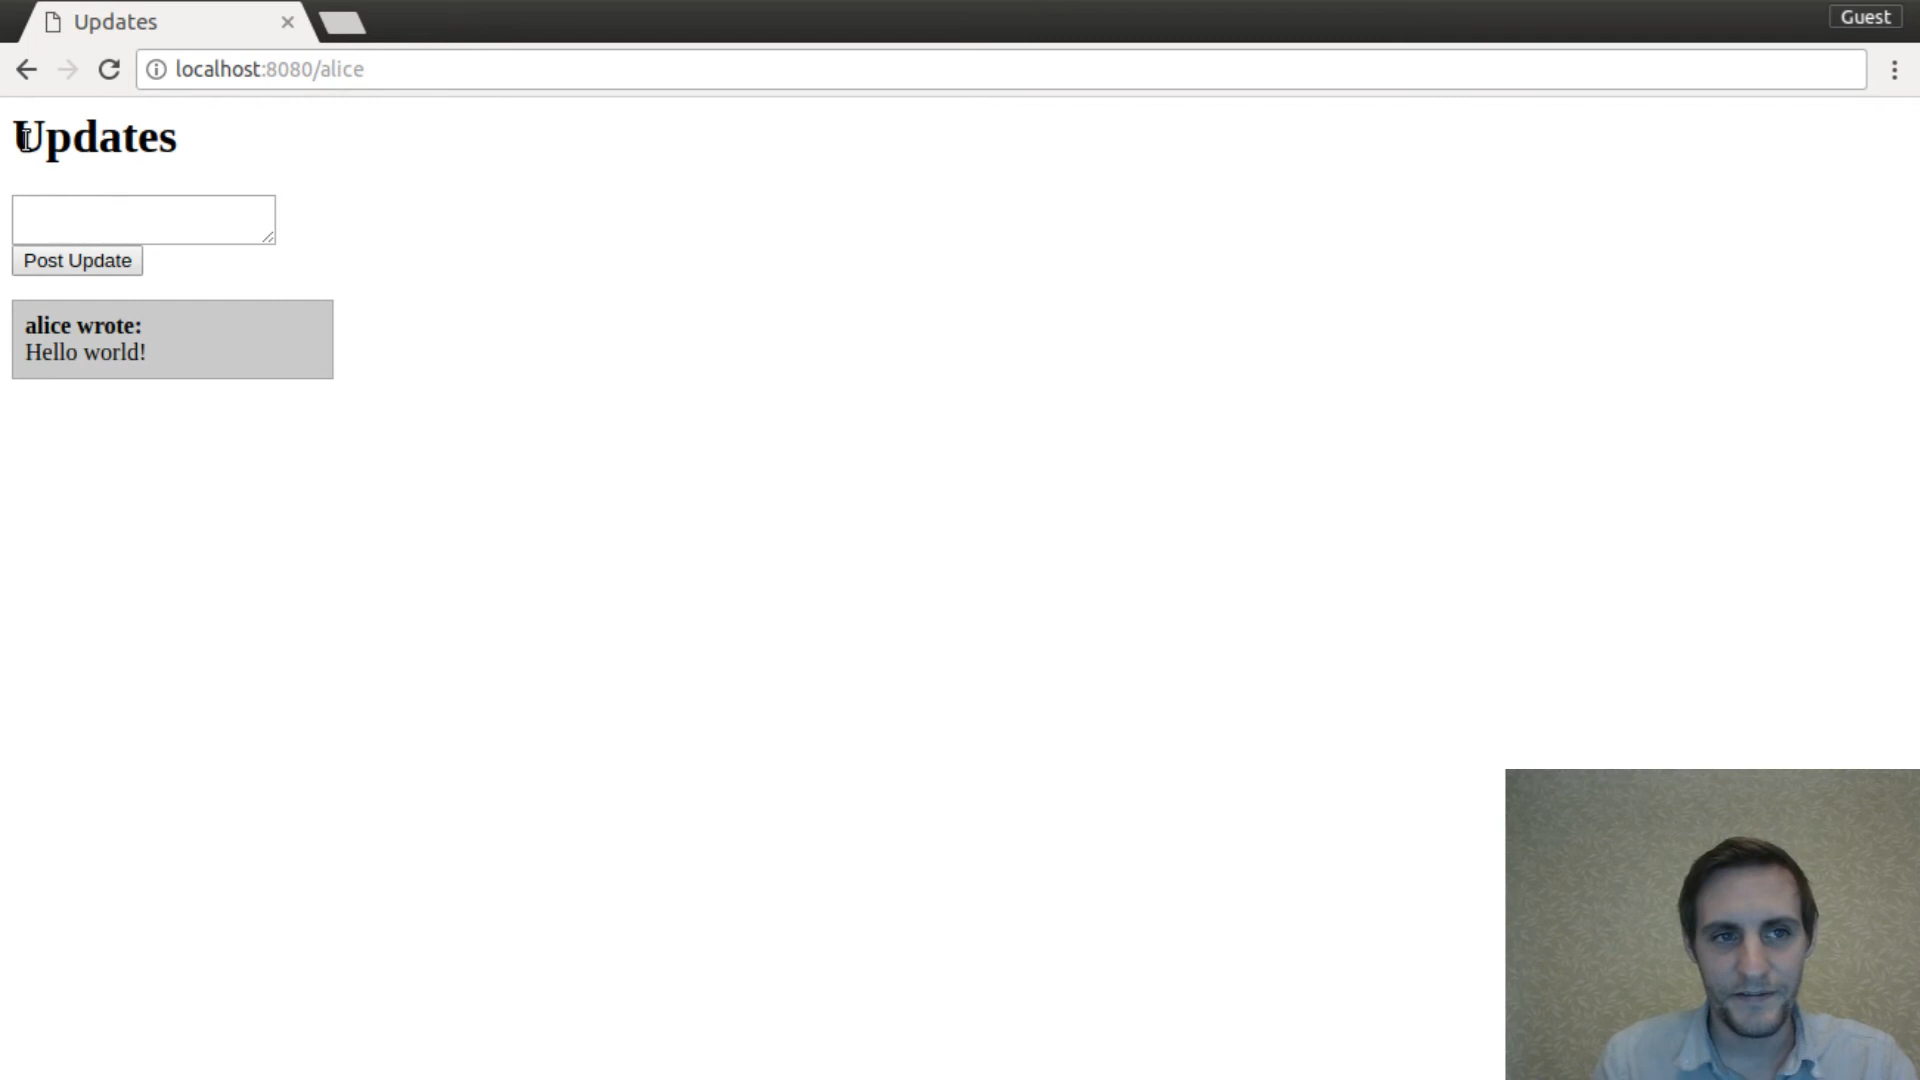 Updates
Guest
localhost:8080/alice
Updates
Post Update
alice wrote:
Hello world!